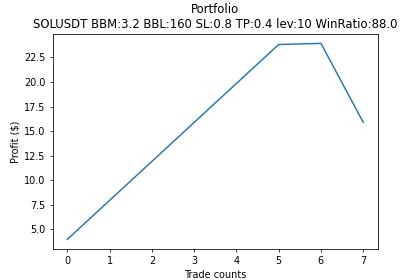 Portfolio
SOLUSDT BBM:3.2 BBL:160 SL:0.8 TP:0.4 lev:10 WinRatio:88.0
22.5
20.0
17.5
15.0
12.5
10.0
7.5
5.0
Profit ($)
0 1 2 3 4 5 6 7
Trade counts